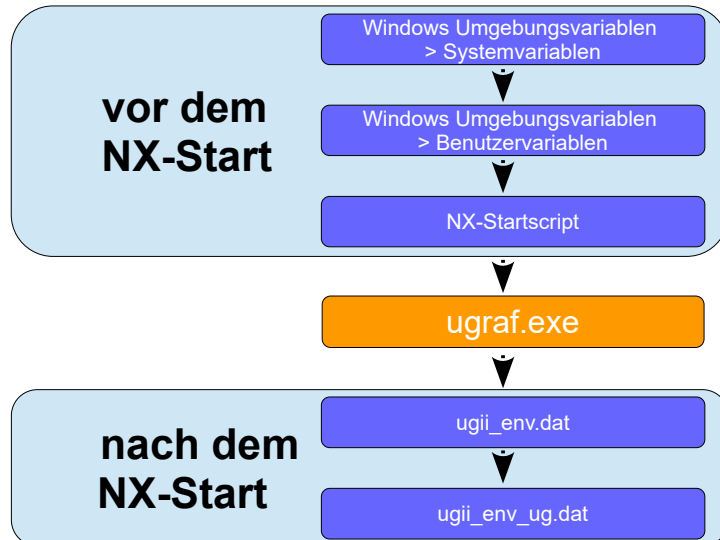 vor dem
NX-Start
Windows Umgebungsvariablen
> Systemvariablen
Windows Umgebungsvariablen
> Benutzervariablen
NX-Startscript
ugraf.exe
nach dem
NX-Start
ugii_env.dat
ugii_env_ug.dat